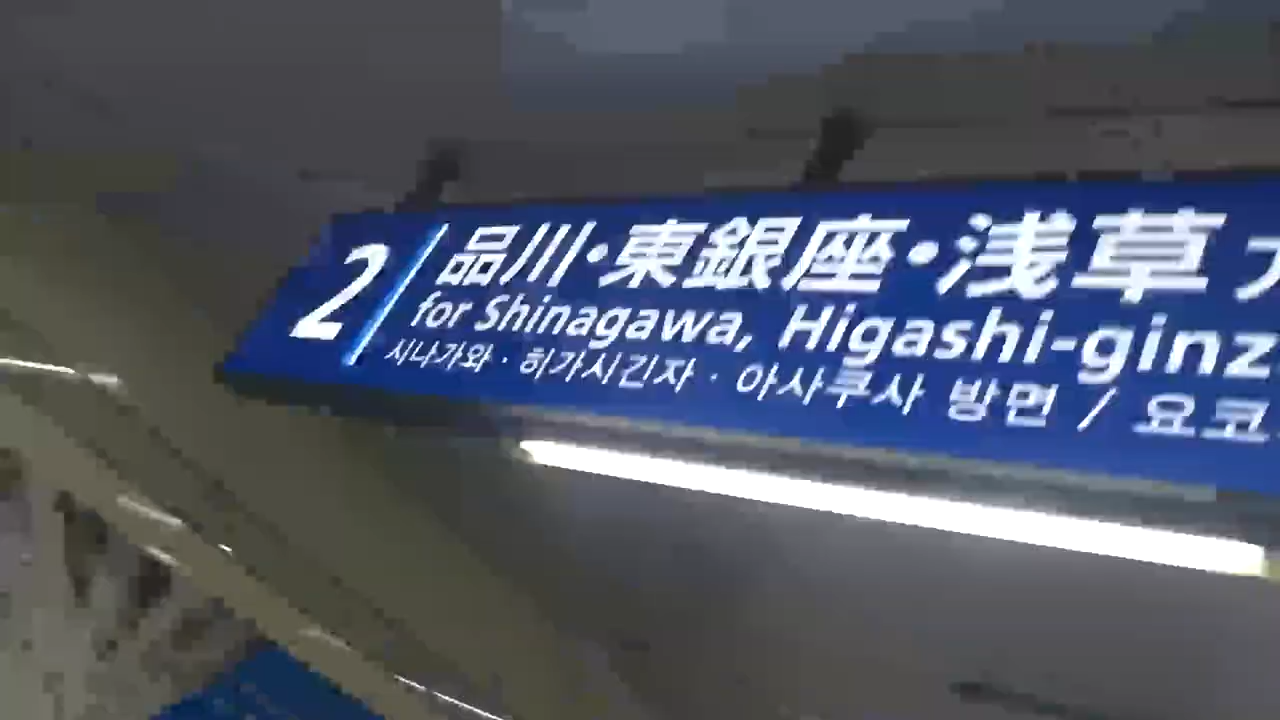 2 品川・東銀座・浅草
for Shinagawa, Higashi-ginz
시나가와 · 히가시긴자 · 아사쿠사 방면 / 요코